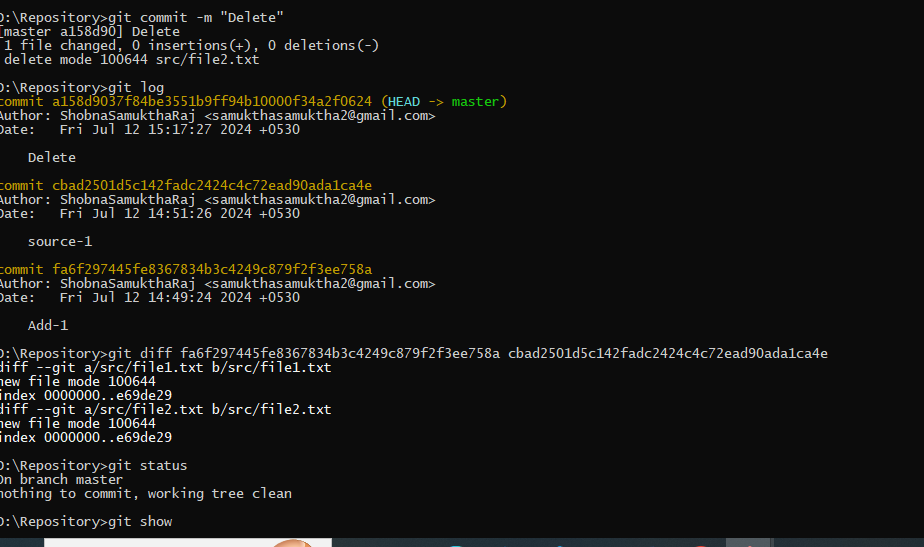 D:\Repository>git commit -m "Delete"
[master a158d90] Delete
1 file changed, 0 insertions(+), 0 deletions(-)
delete mode 100644 src/file2.txt
D:\Repository>git log
commit a158d9037f84be3551b9ff94b10000f34a2f0624 (HEAD -> master)
Author: ShobnaSamukthaRaj <samukthasamuktha2@gmail.com>
Date:   Fri Jul 12 15:17:27 2024 +0530
Delete
commit cbad2501d5c142fadc2424c4c72ead90ada1ca4e
Author: ShobnaSamukthaRaj <samukthasamuktha2@gmail.com>
Date:   Fri Jul 12 14:51:26 2024 +0530
source-1
commit fa6f297445fe8367834b3c4249c879f2f3ee758a
Author: ShobnaSamukthaRaj <samukthasamuktha2@gmail.com>
Date:   Fri Jul 12 14:49:24 2024 +0530
Add-1
D:\Repository>git diff fa6f297445fe8367834b3c4249c879f2f3ee758a cbad2501d5c142fadc2424c4c72ead90ada1ca4e
diff --git a/src/file1.txt b/src/file1.txt
new file mode 100644
index 0000000..e69de29
diff --git a/src/file2.txt b/src/file2.txt
new file mode 100644
index 0000000..e69de29
D:\Repository>git status
On branch master
nothing to commit, working tree clean
D:\Repository>git show